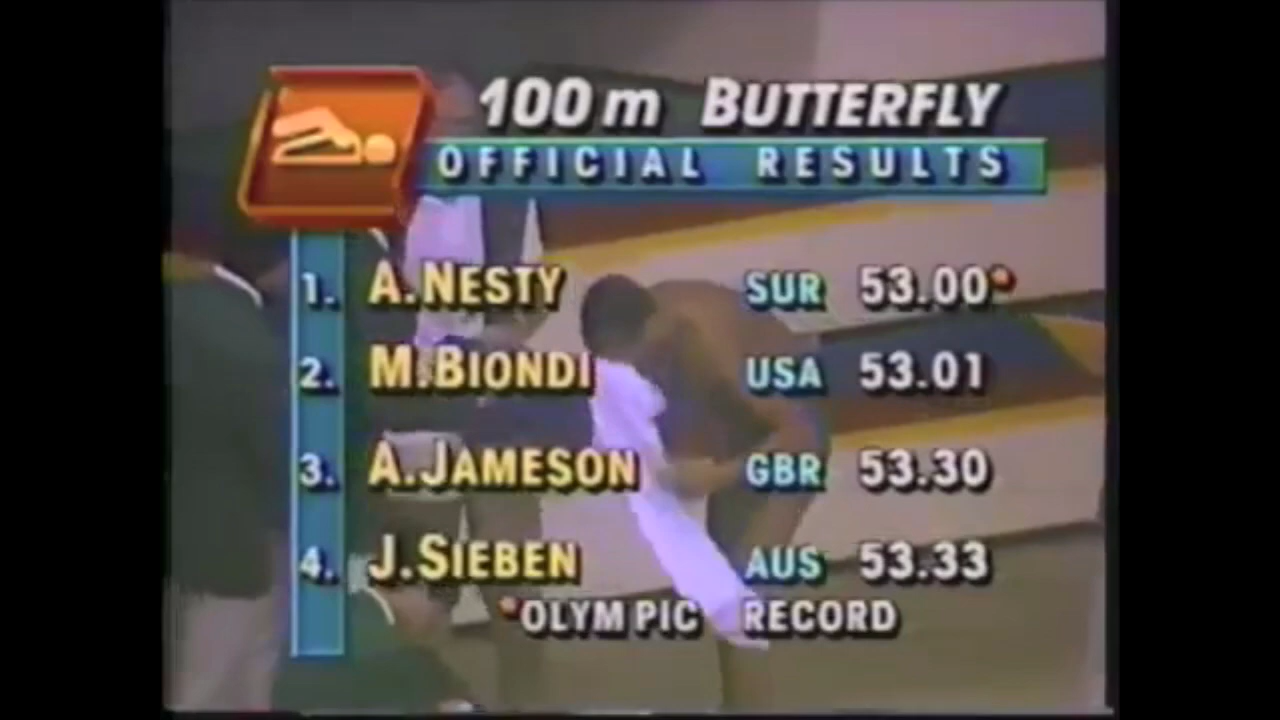 100m BUTTERFLY
OFFICIAL RESULTS
1. A.NESTY SUR 53.00*
2. M.BIONDI USA 53.01
3. A.JAMESON GBR 53.30
4. J.SIEBEN AUS 53.33
*OLYMPIC RECORD